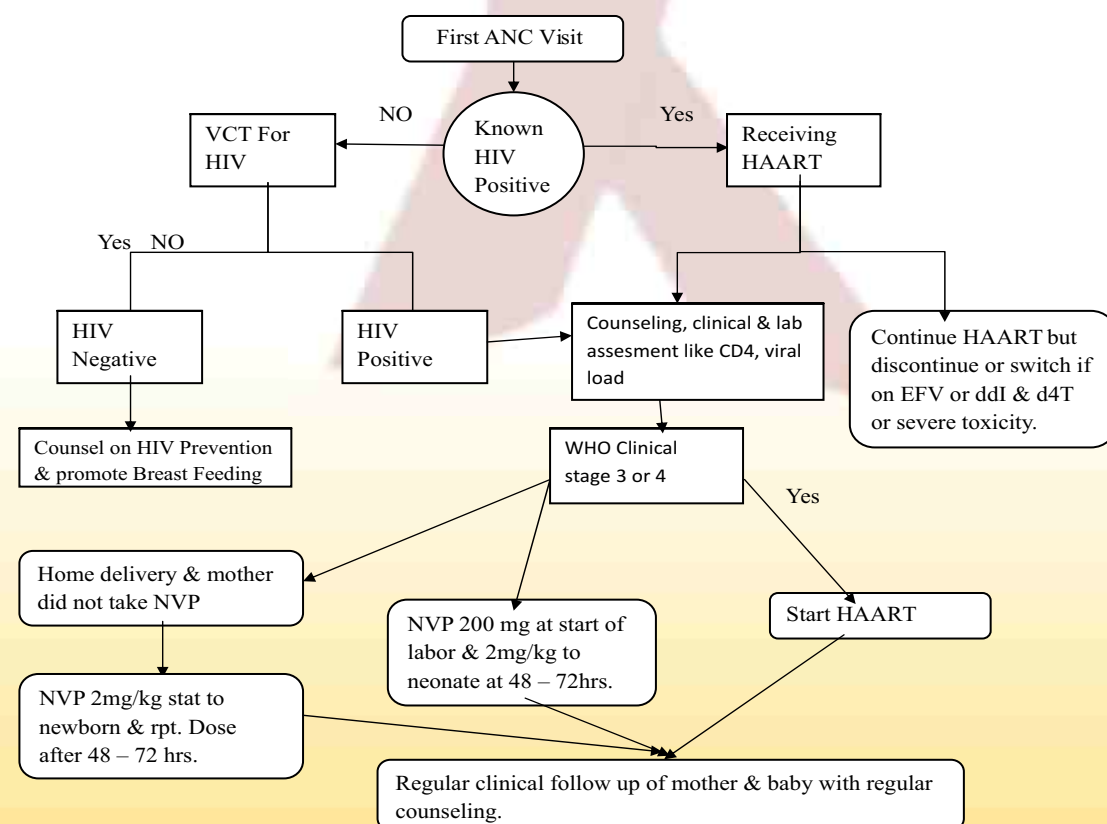 First ANC Visit
NO
Yes
VCT For
HIV
Known
HIV
Positive
Receiving
HAART
Yes NO
HIV
Negative
HIV
Positive
Counseling, clinical & lab
assesment like CD4, viral
load
Continue HAART but
discontinue or switch if
on EFV or ddI & d4T
or severe toxicity.
Counsel on HIV Prevention
& promote Breast Feeding
WHO Clinical
stage 3 or 4
Yes
Home delivery & mother
did not take NVP
NVP 200 mg at start of
labor & 2mg/kg to
neonate at 48 – 72hrs.
Start HAART
NVP 2mg/kg stat to
newborn & rpt. Dose
after 48 – 72 hrs.
Regular clinical follow up of mother & baby with regular
counseling.